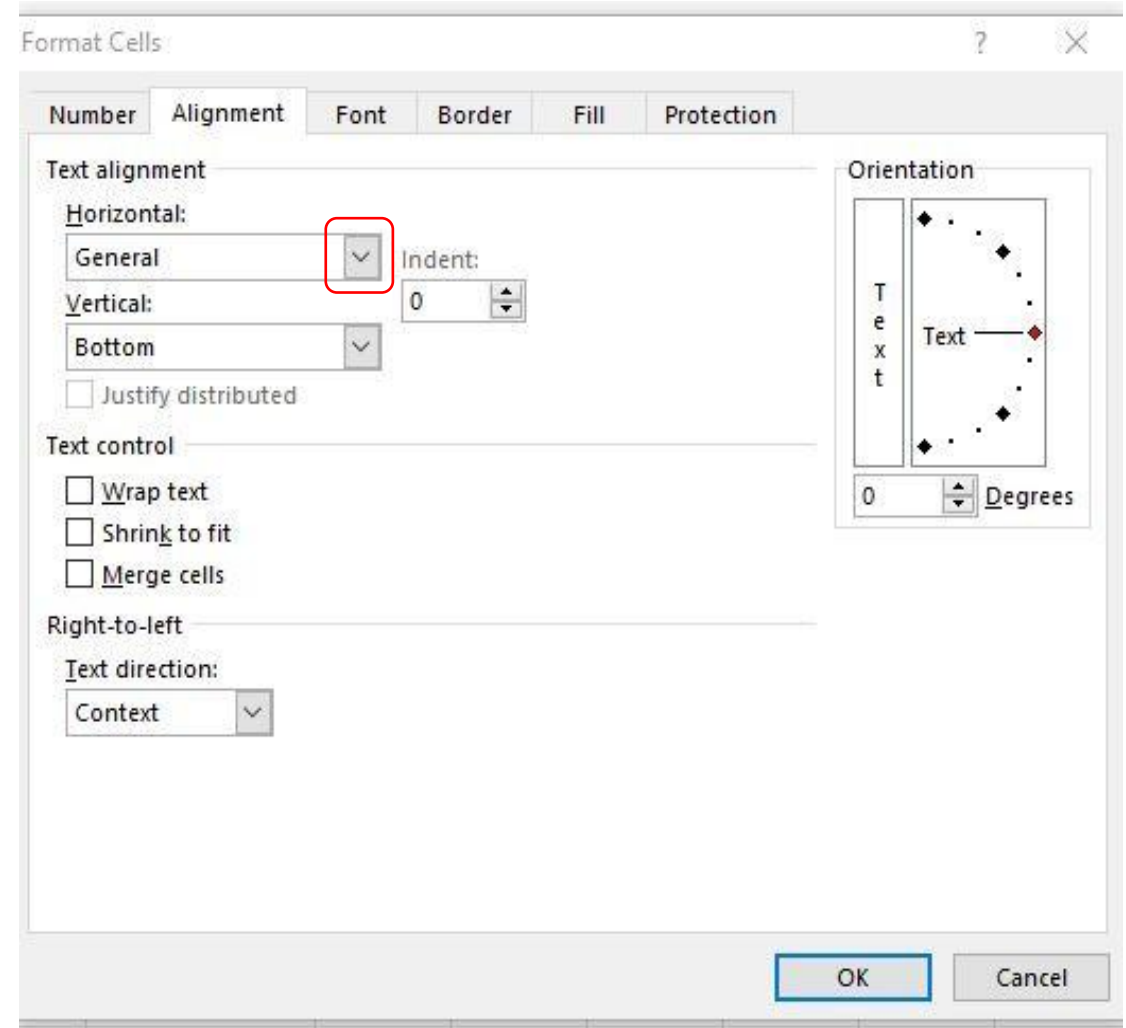 Format Cells ?
Number Alignment Font Border Fill Protection
Text alignment
Horizontal:
General
Indent:
0
Vertical:
Bottom
Justify distributed
Text control
Wrap text
Shrink to fit
Merge cells
Right-to-left
Text direction:
Context
Orientation
Text
Text
0 Degrees
OK Cancel